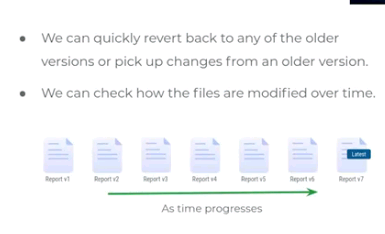 ● We can quickly revert back to any of the older
versions or pick up changes from an older version.
● We can check how the files are modified over time.
Report v1 Report v2 Report v3 Report v4 Report v5 Report v6 Report v7
Latest
As time progresses